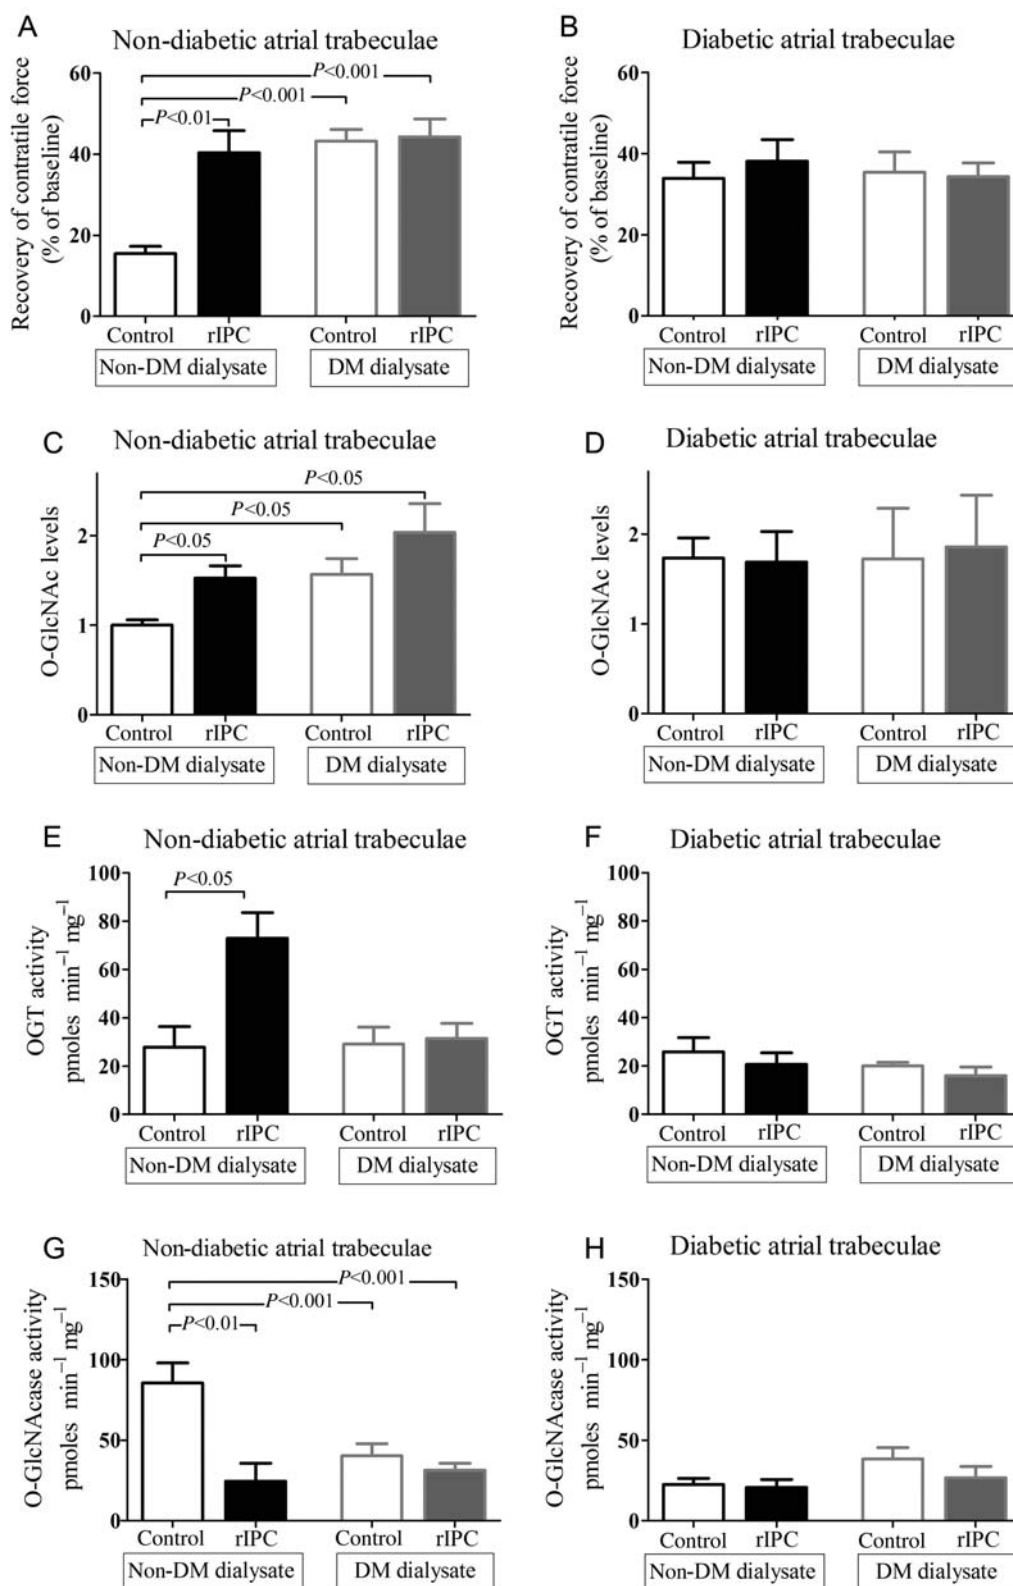 A
Non-diabetic atrial trabeculae
Recovery of contratile force
(% of baseline)
60
40
20
0
P<0.001
P<0.001
P<0.01
Control
rIPC
Control
rIPC
Non-DM dialysate
DM dialysate
B
Diabetic atrial trabeculae
Recovery of contratile force
(% of baseline)
60
40
20
0
Control
rIPC
Control
rIPC
Non-DM dialysate
DM dialysate
C
Non-diabetic atrial trabeculae
O-GlcNAc levels
2
1
0
P<0.05
P<0.05
P<0.05
Control
rIPC
Control
rIPC
Non-DM dialysate
DM dialysate
D
Diabetic atrial trabeculae
O-GlcNAc levels
2
1
0
Control
rIPC
Control
rIPC
Non-DM dialysate
DM dialysate
E
Non-diabetic atrial trabeculae
OGT activity
pmoles min⁻¹ mg⁻¹
100
80
60
40
20
0
P<0.05
Control
rIPC
Control
rIPC
Non-DM dialysate
DM dialysate
F
Diabetic atrial trabeculae
OGT activity
pmoles min⁻¹ mg⁻¹
100
80
60
40
20
0
Control
rIPC
Control
rIPC
Non-DM dialysate
DM dialysate
G
Non-diabetic atrial trabeculae
O-GlcNAcase activity
pmoles min⁻¹ mg⁻¹
150
100
50
0
P<0.001
P<0.001
P<0.01
Control
rIPC
Control
rIPC
Non-DM dialysate
DM dialysate
H
Diabetic atrial trabeculae
O-GlcNAcase activity
pmoles min⁻¹ mg⁻¹
150
100
50
0
Control
rIPC
Control
rIPC
Non-DM dialysate
DM dialysate